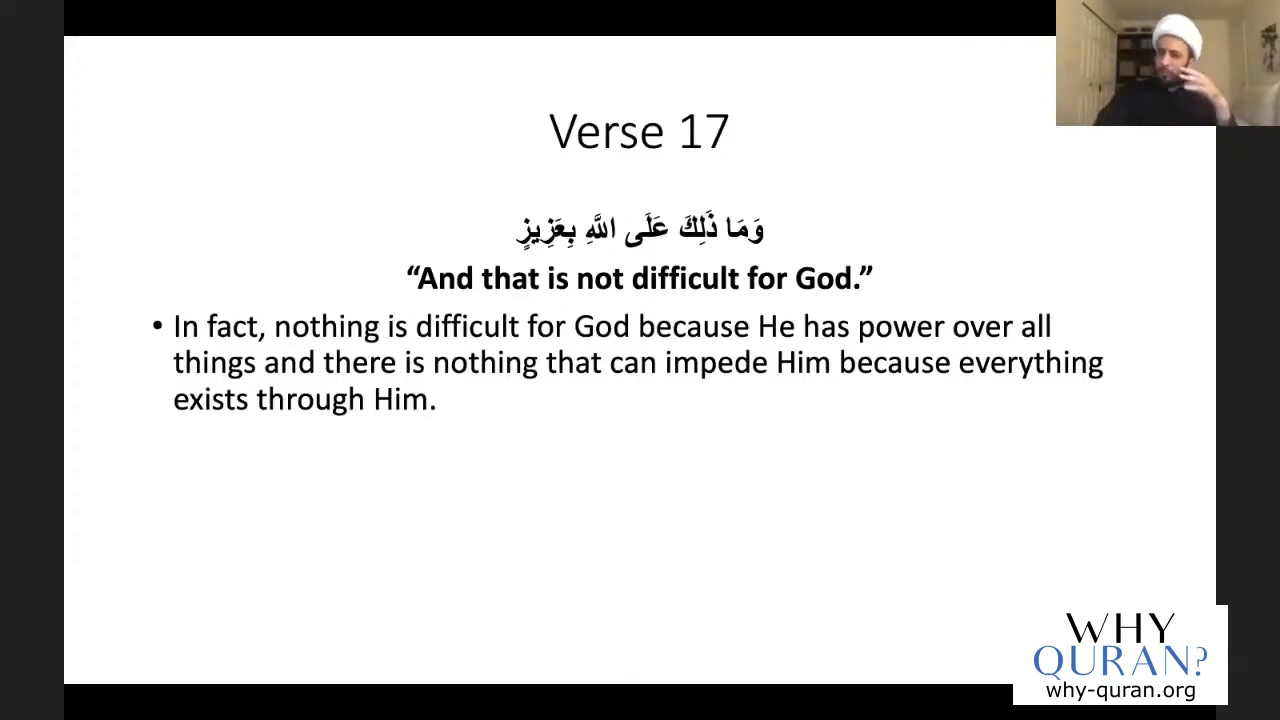 Verse 17
وَمَا ذَٰلِكَ عَلَى اللَّهِ بِعَزِيزٍ
“And that is not difficult for God.”
• In fact, nothing is difficult for God because He has power over all
things and there is nothing that can impede Him because everything
exists through Him.
WHY
QURAN?
why-quran.org